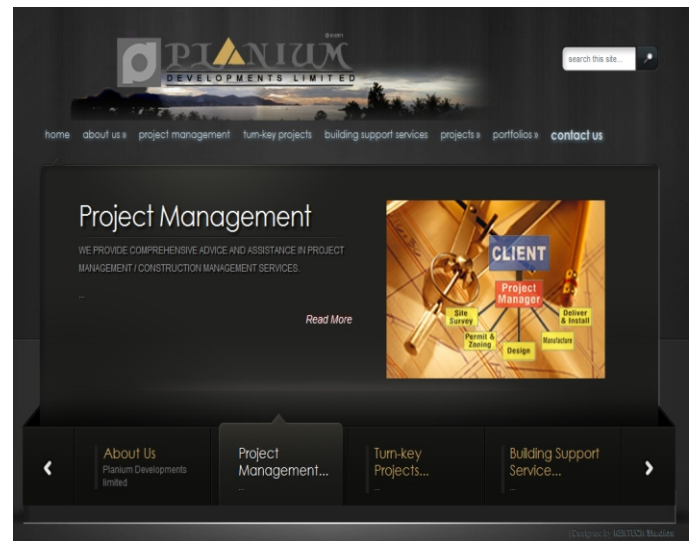 PLANIUM
DEVELOPMENTS LIMITED
search this site...
home about us » project management turn-key projects building support services projects » portfolios » contact us
Project Management
WE PROVIDE COMPREHENSIVE ADVICE AND ASSISTANCE IN PROJECT
MANAGEMENT / CONSTRUCTION MANAGEMENT SERVICES.
...
Read More
CLIENT
Project
Manager
Site
Survey
Permit &
Zoning
Design
Manufacture
Deliver
& Install
About Us
Planium Developments
limited
Project
Management...
...
Turn-key
Projects...
...
Building Support
Service...
...
Designed by